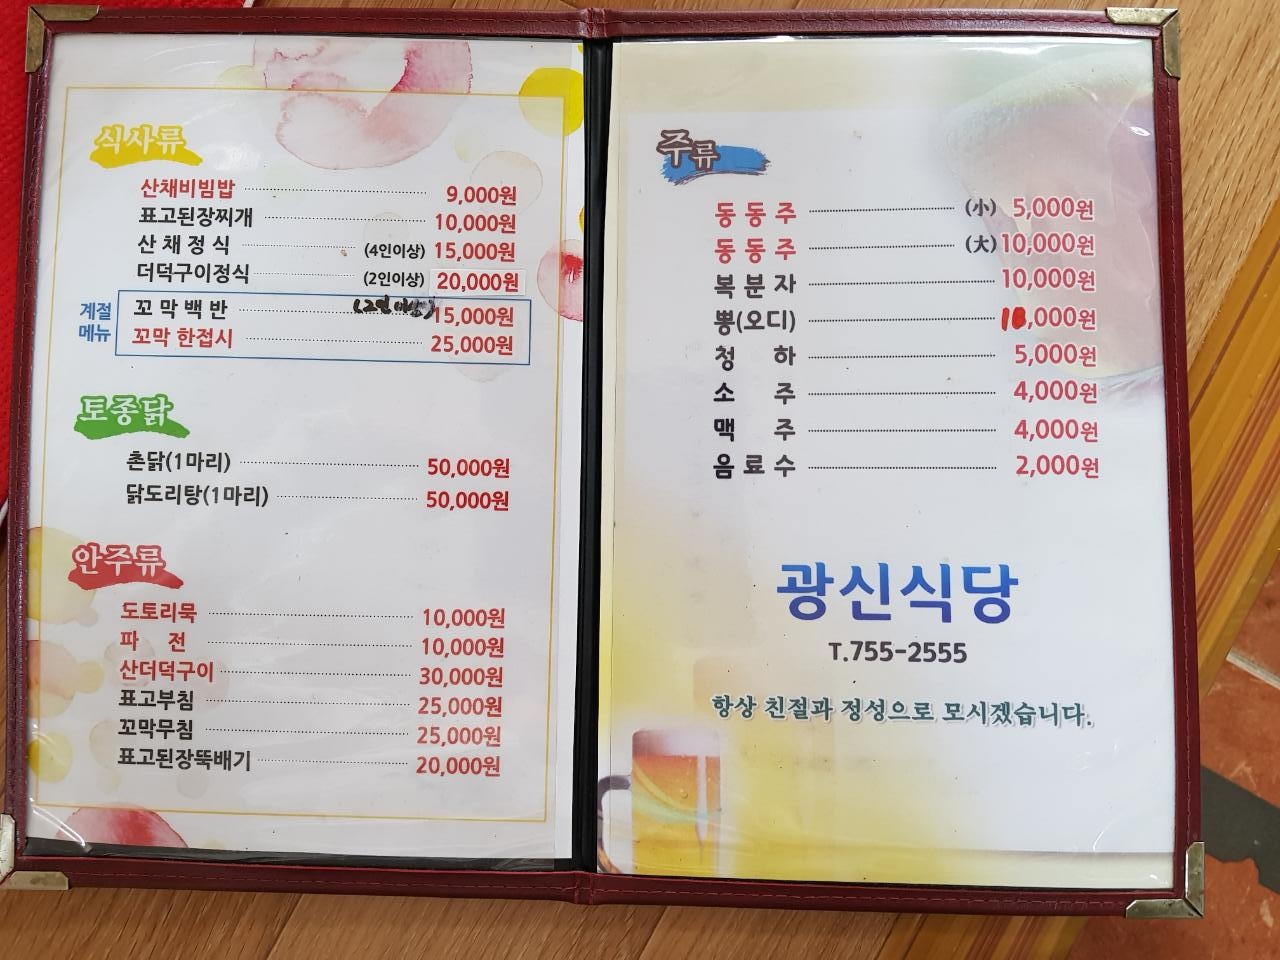 식사류
산채비빔밥 9,000원
표고된장찌개 10,000원
산채정식 (4인이상) 15,000원
더덕구이정식 (2인이상) 20,000원
계절메뉴
꼬막백반 (2인이상) 15,000원
꼬막 한접시 25,000원
토종닭
촌닭(1마리) 50,000원
닭도리탕(1마리) 50,000원
안주류
도토리묵 10,000원
파 전 10,000원
산더덕구이 30,000원
표고부침 25,000원
꼬막무침 25,000원
표고된장뚝배기 20,000원
주류
동동주 (小) 5,000원
동동주 (大) 10,000원
복분자 10,000원
뽕(오디) 10,000원
청 하 5,000원
소 주 4,000원
맥 주 4,000원
음료수 2,000원
광신식당
T.755-2555
항상 친절과 정성으로 모시겠습니다.